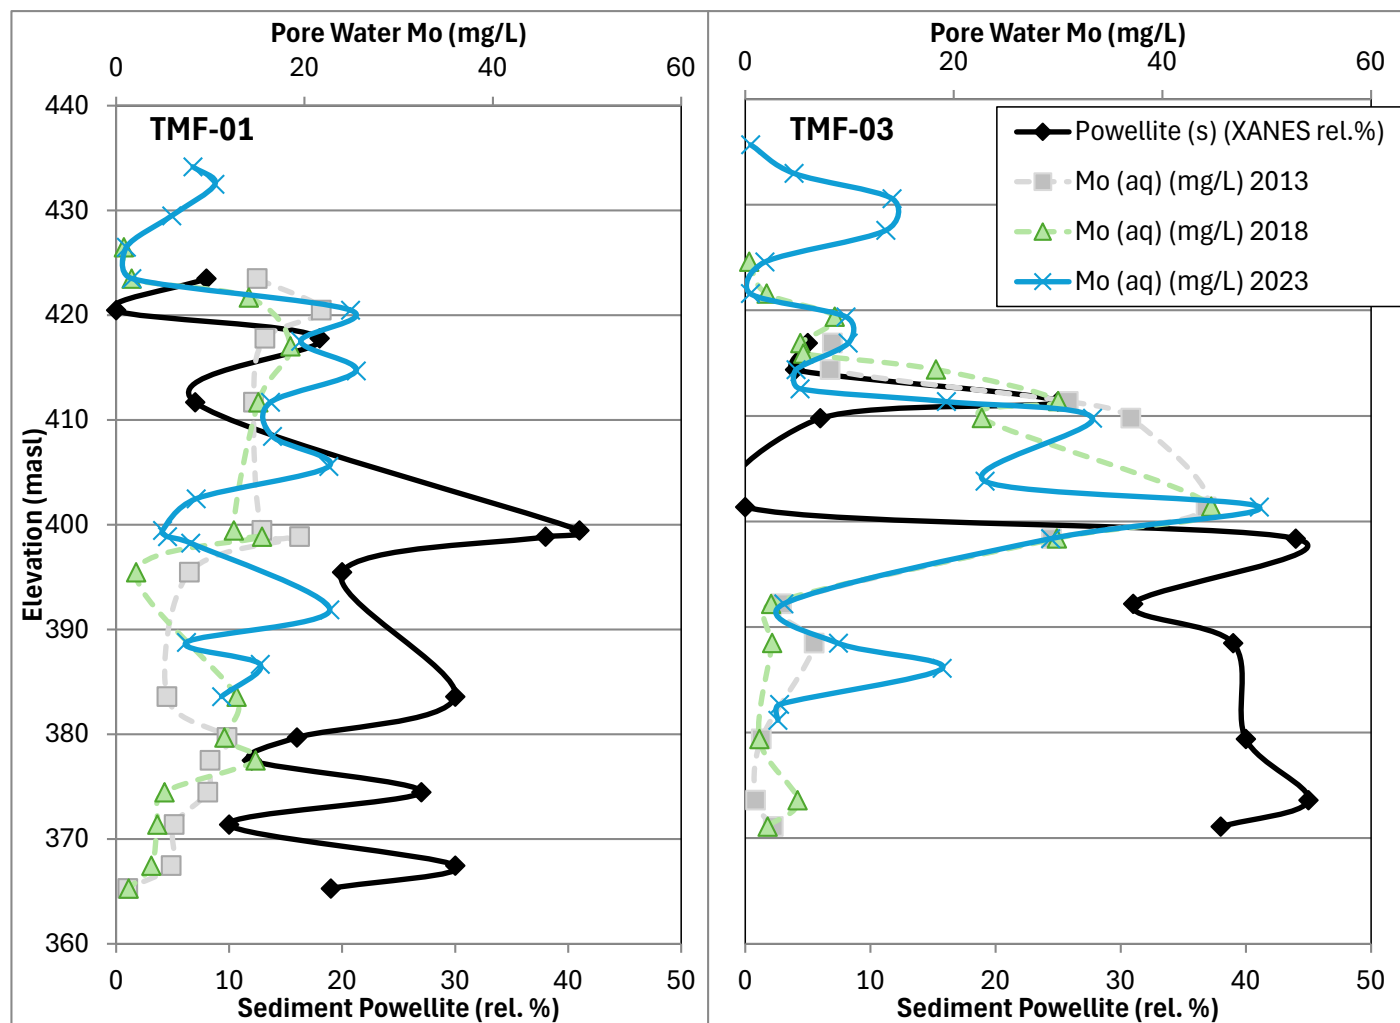 Pore Water Mo (mg/L)
0 20 40 60
TMF-01
Elevation (masl)
440
430
420
410
400
390
380
370
360
0 10 20 30 40 50
Sediment Powellite (rel. %)
Pore Water Mo (mg/L)
0 20 40 60
TMF-03
Powellite (s) (XANES rel.%)
Mo (aq) (mg/L) 2013
Mo (aq) (mg/L) 2018
Mo (aq) (mg/L) 2023
0 10 20 30 40 50
Sediment Powellite (rel. %)